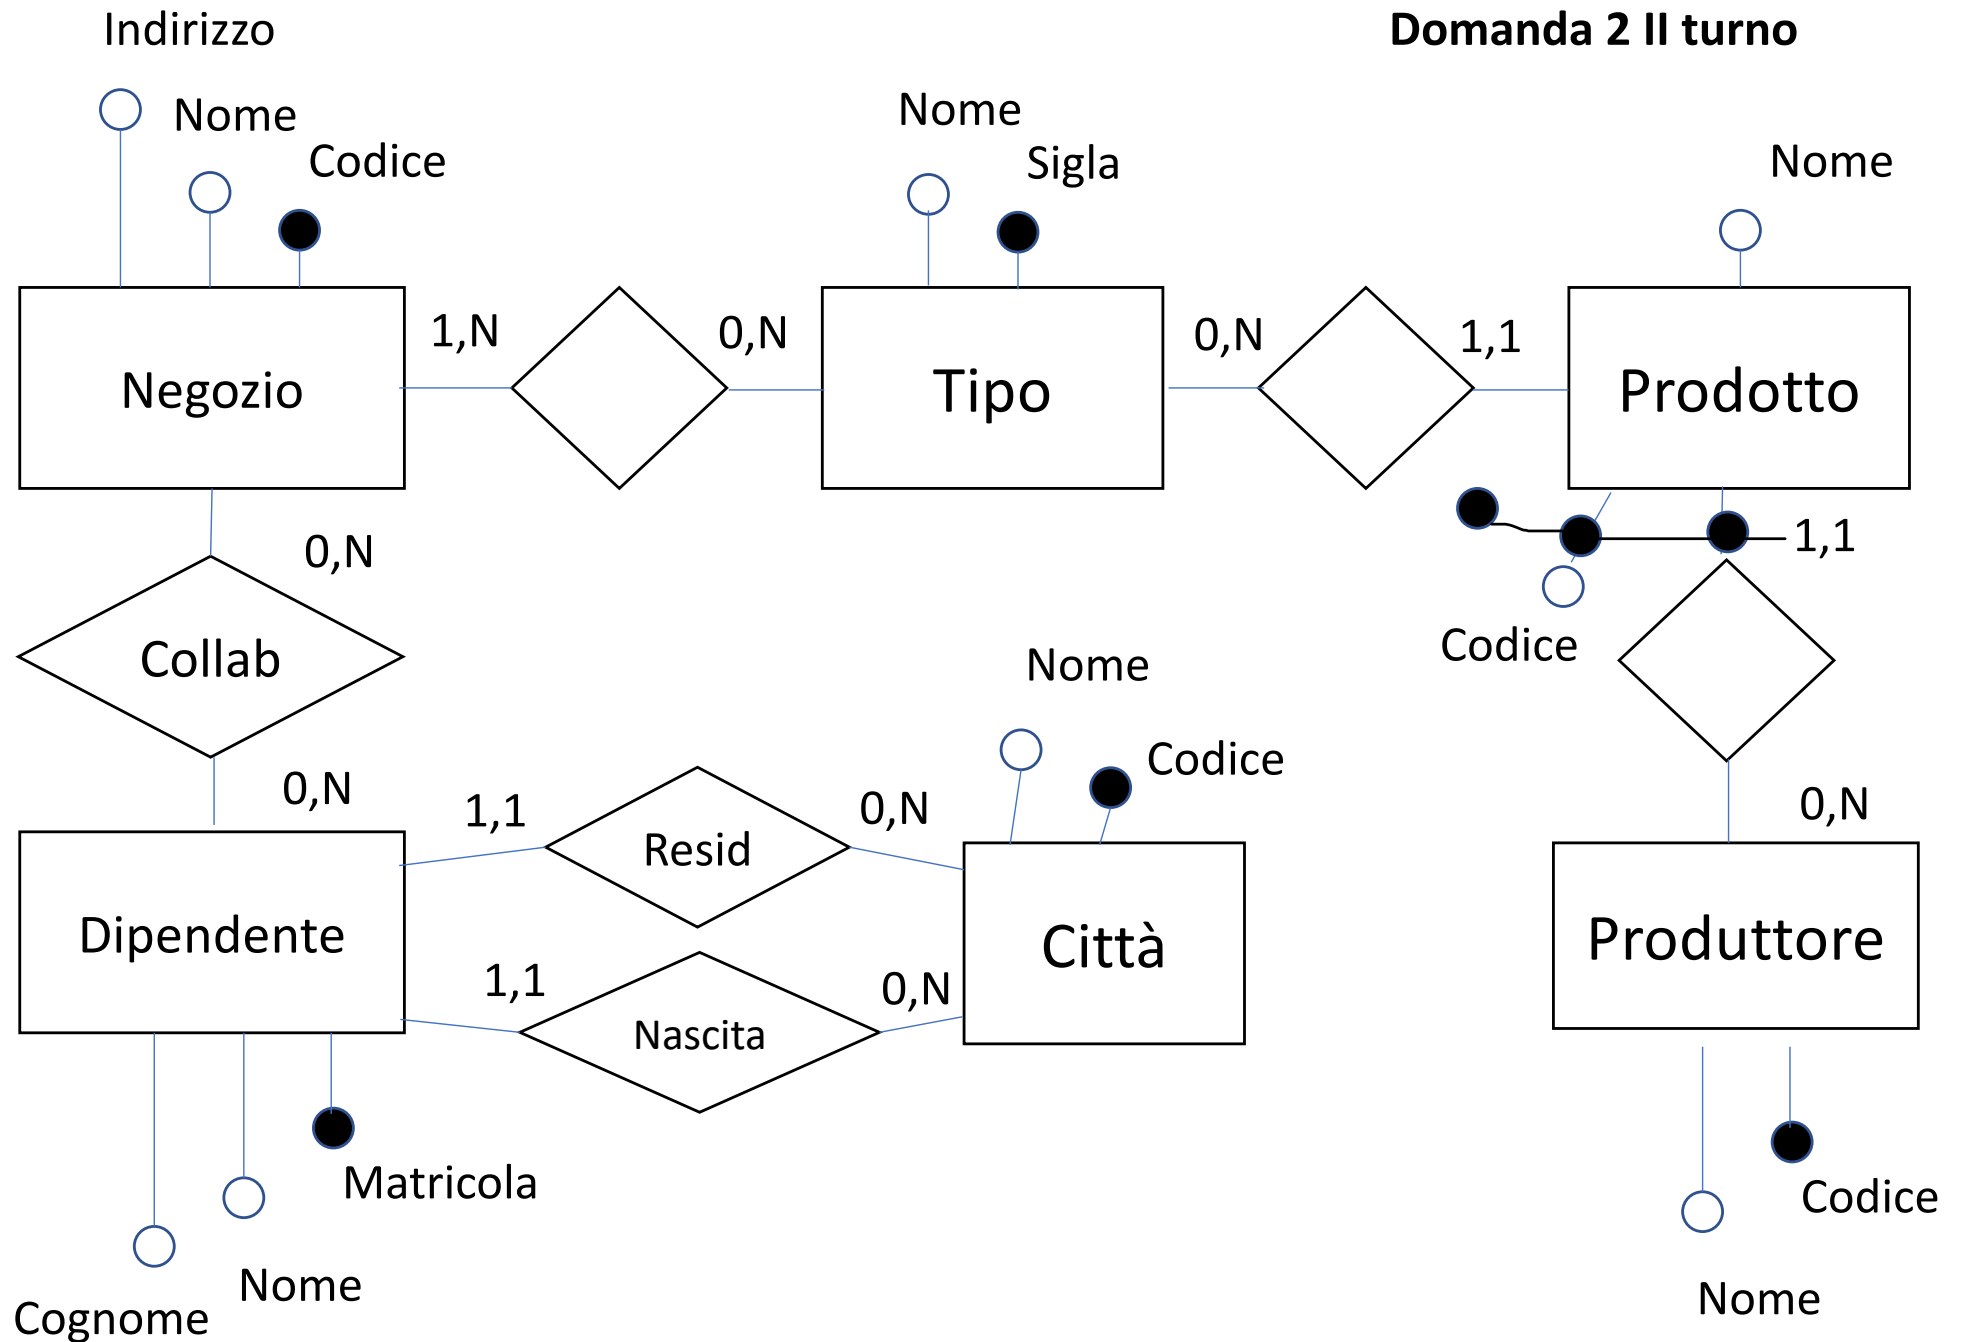 Indirizzo
Domanda 2 II turno
Nome
Codice
Nome
Sigla
Nome
1,N
0,N
0,N
1,1
Negozio
Tipo
Prodotto
0,N
1,1
Collab
Codice
Nome
Codice
0,N
1,1
0,N
0,N
Resid
Dipendente
Città
Produttore
1,1
0,N
Nascita
Matricola
Codice
Nome
Cognome
Nome